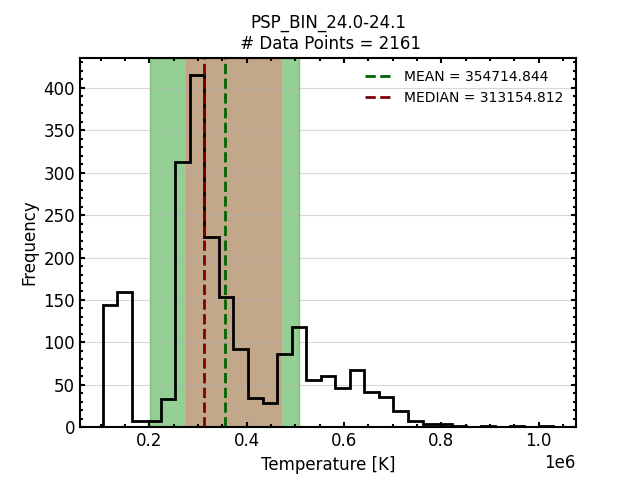 PSP_BIN_24.0-24.1
# Data Points = 2161
MEAN = 354714.844
MEDIAN = 313154.812
Frequency
400
350
300
250
200
150
100
50
0
0.2 0.4 0.6 0.8 1.0
1e6
Temperature [K]